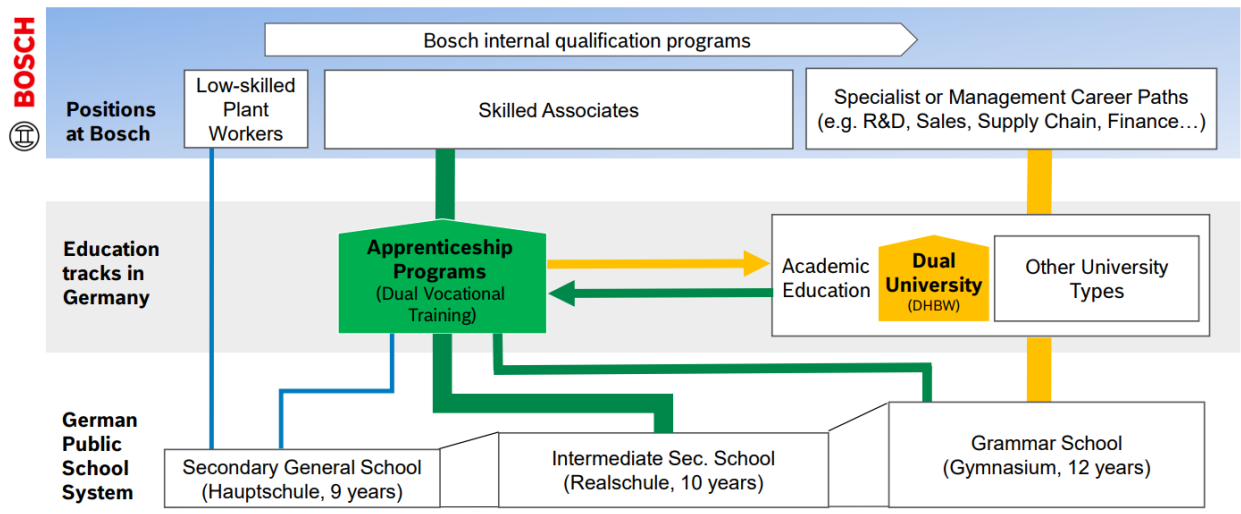 BOSCH
Bosch internal qualification programs
Positions
at Bosch
Low-skilled
Plant
Workers
Skilled Associates
Specialist or Management Career Paths
(e.g. R&D, Sales, Supply Chain, Finance…)
Education
tracks in
Germany
Apprenticeship
Programs
(Dual Vocational
Training)
Academic
Education
Dual
University
(DHBW)
Other University
Types
German
Public
School
System
Secondary General School
(Hauptschule, 9 years)
Intermediate Sec. School
(Realschule, 10 years)
Grammar School
(Gymnasium, 12 years)